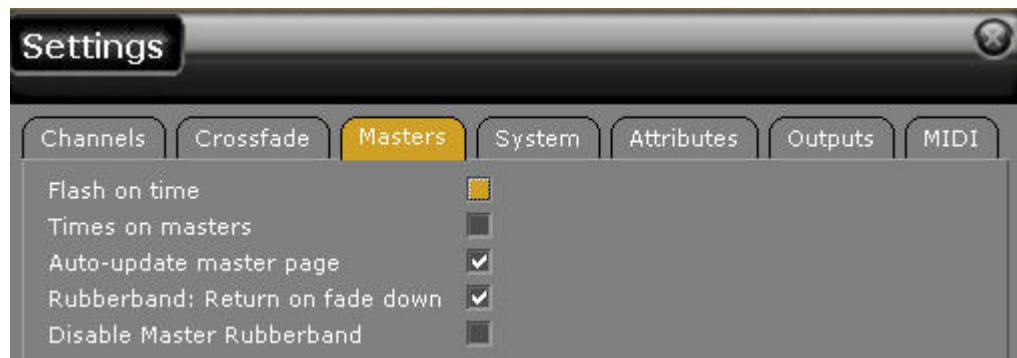 Settings
Channels Crossfade Masters System Attributes Outputs MIDI
Flash on time
Times on masters
Auto-update master page
Rubberband: Return on fade down
Disable Master Rubberband